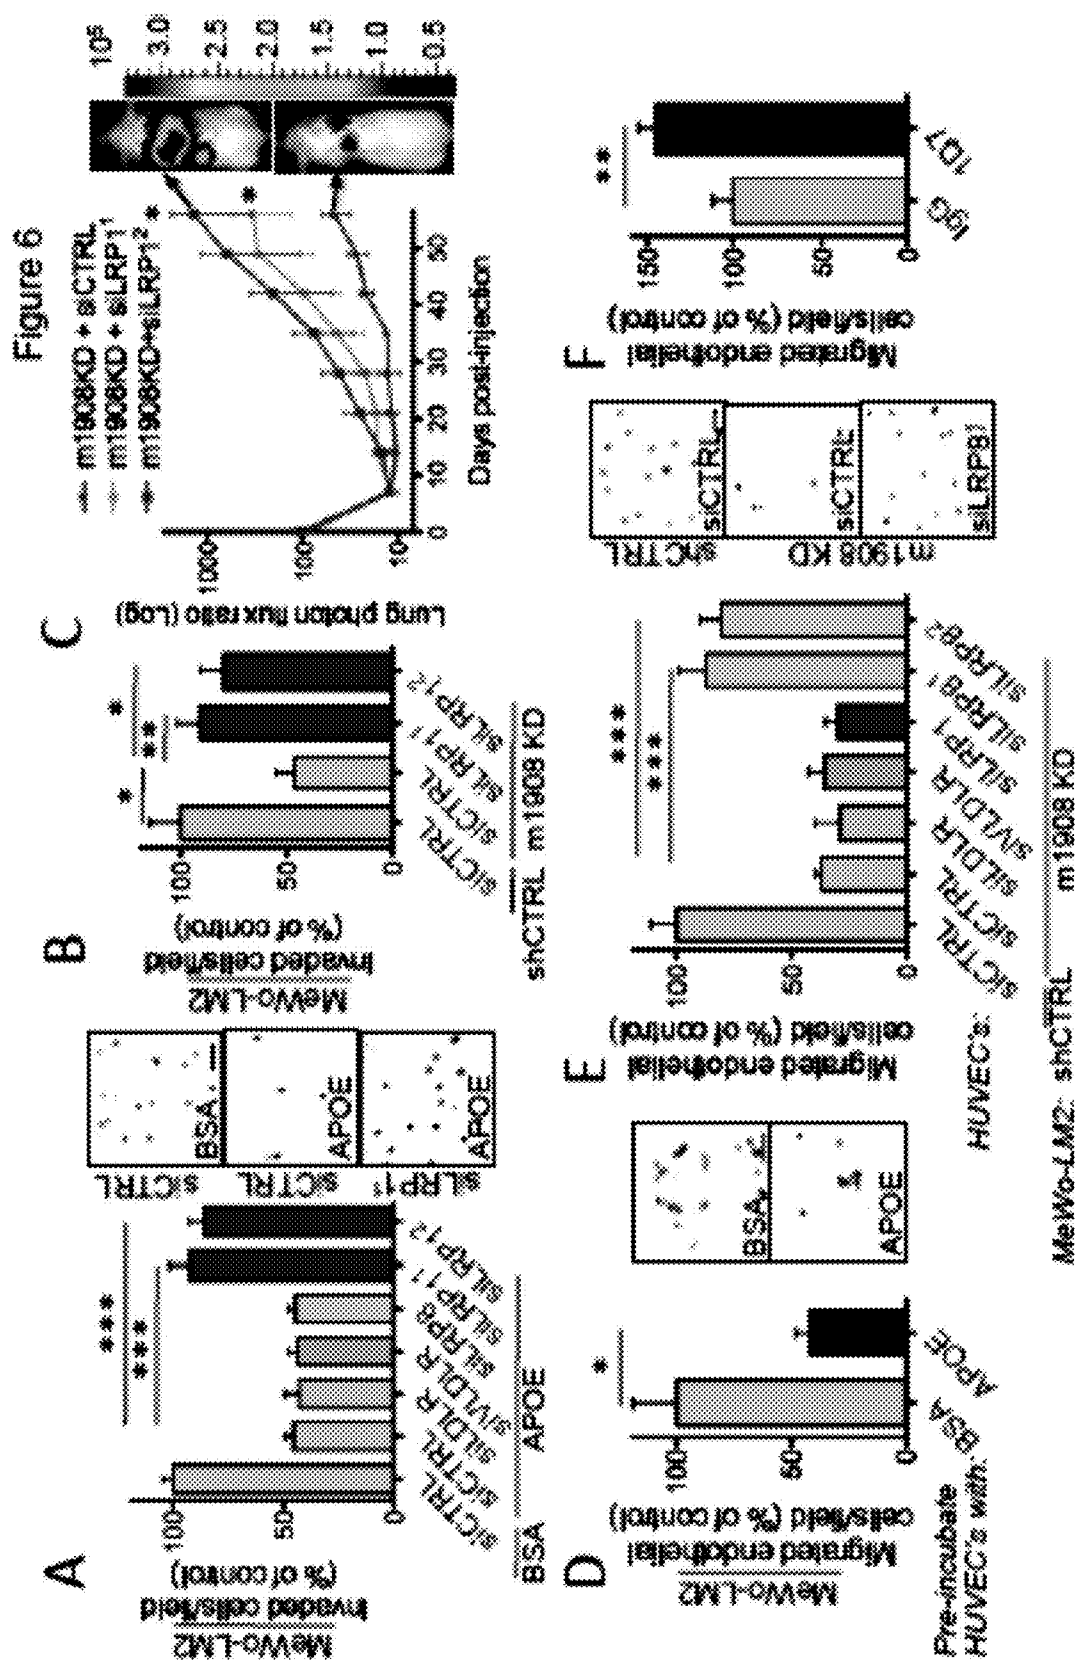 Figure 6
A
MeWo-LM2
Invaded cells/field
(% of control)
100
50
0
***
***
siCTRL
siCTRL
siLDLR
siVLDLR
siLRP8
siLRP1¹
siLRP1²
BSA
APOE
siCTRL
BSA
siCTRL
APOE
siLRP1¹
APOE
B
MeWo-LM2
Invaded cells/field
(% of control)
100
50
0
*
**
*
siCTRL
siCTRL
siLRP1¹
siLRP1²
shCTRL
m1908 KD
C
m1908KD + siCTRL
m1908KD + siLRP1¹
m1908KD+siLRP1²
Lung photon flux ratio (Log)
1000
100
10
0
10
20
30
40
50
Days post-injection
*
*
10⁵
3.0
2.5
2.0
1.5
1.0
0.5
D
MeWo-LM2
Migrated endothelial
cells/field (% of control)
100
50
0
*
BSA
APOE
Pre-incubate
HUVEC's with:
BSA
APOE
E
Migrated endothelial
cells/field (% of control)
100
50
0
***
***
HUVEC's:
siCTRL
siCTRL
siLDLR
siVLDLR
siLRP1
siLRP8¹
siLRP8²
MeWo-LM2:
shCTRL
m1908 KD
shCTRL
siCTRL
m1908 KD
siCTRL
siLRP8¹
F
Migrated endothelial
cells/field (% of control)
150
100
50
0
**
IgG
1D7